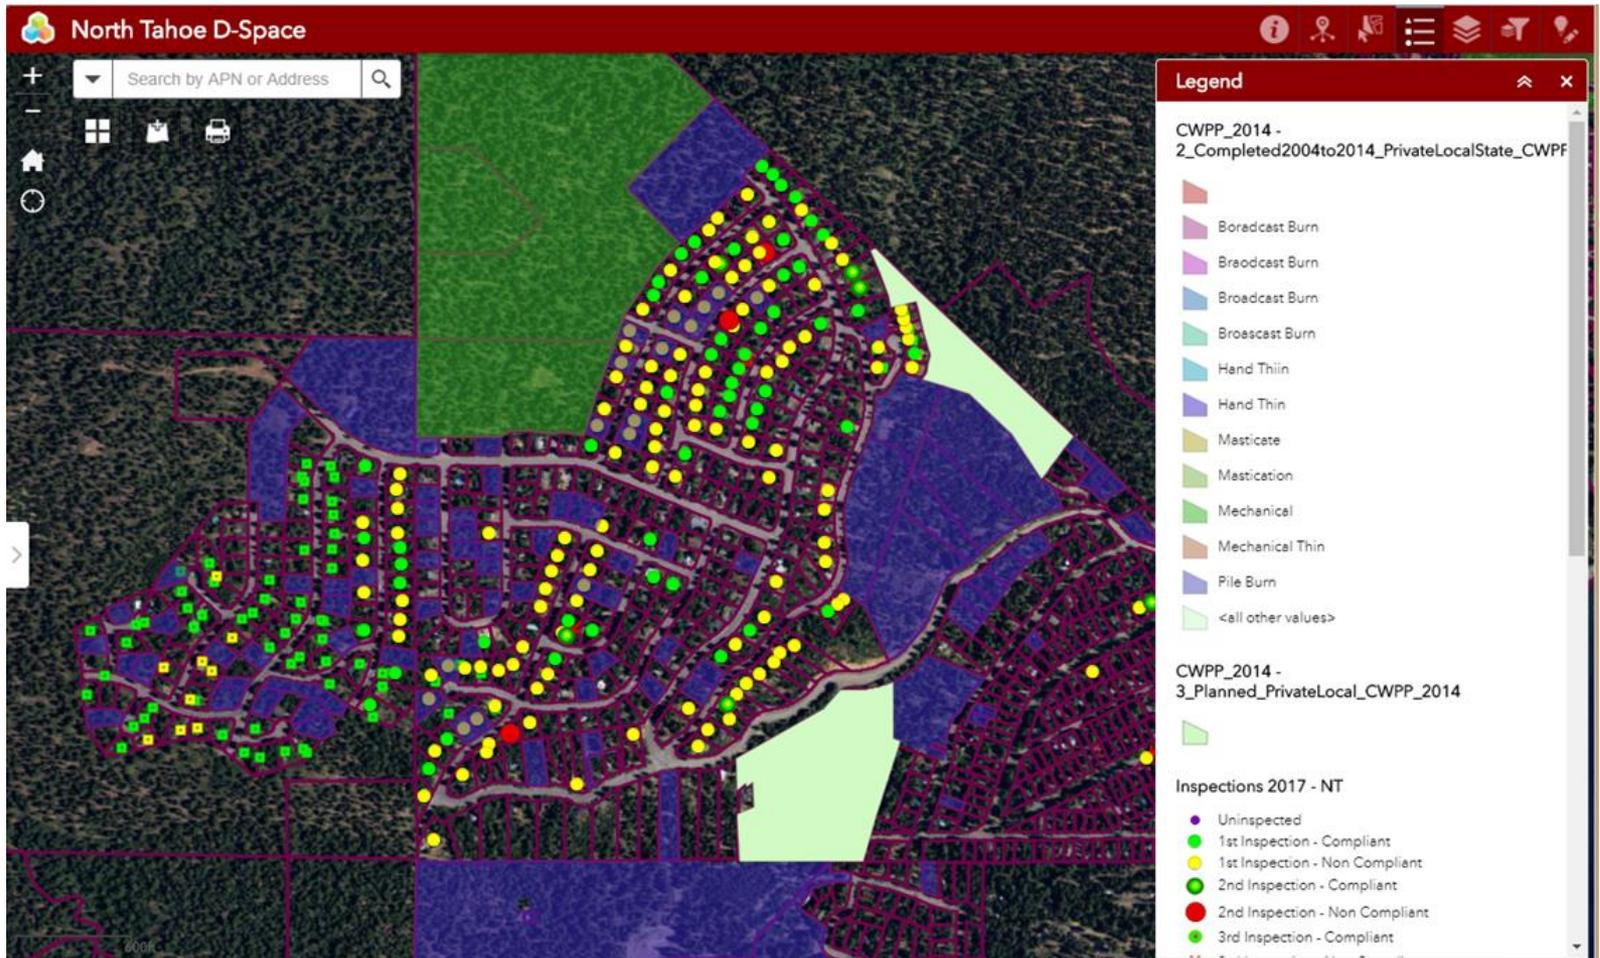 North Tahoe D-Space
Search by APN or Address
Legend
CWPP_2014 -
2_Completed2004to2014_PrivateLocalState_CWPF
Boradcast Burn
Braodcast Burn
Broadcast Burn
Broascast Burn
Hand Thiin
Hand Thin
Masticate
Mastication
Mechanical
Mechanical Thin
Pile Burn
<all other values>
CWPP_2014 -
3_Planned_PrivateLocal_CWPP_2014
Inspections 2017 - NT
Uninspected
1st Inspection - Compliant
1st Inspection - Non Compliant
2nd Inspection - Compliant
2nd Inspection - Non Compliant
3rd Inspection - Compliant
600ft